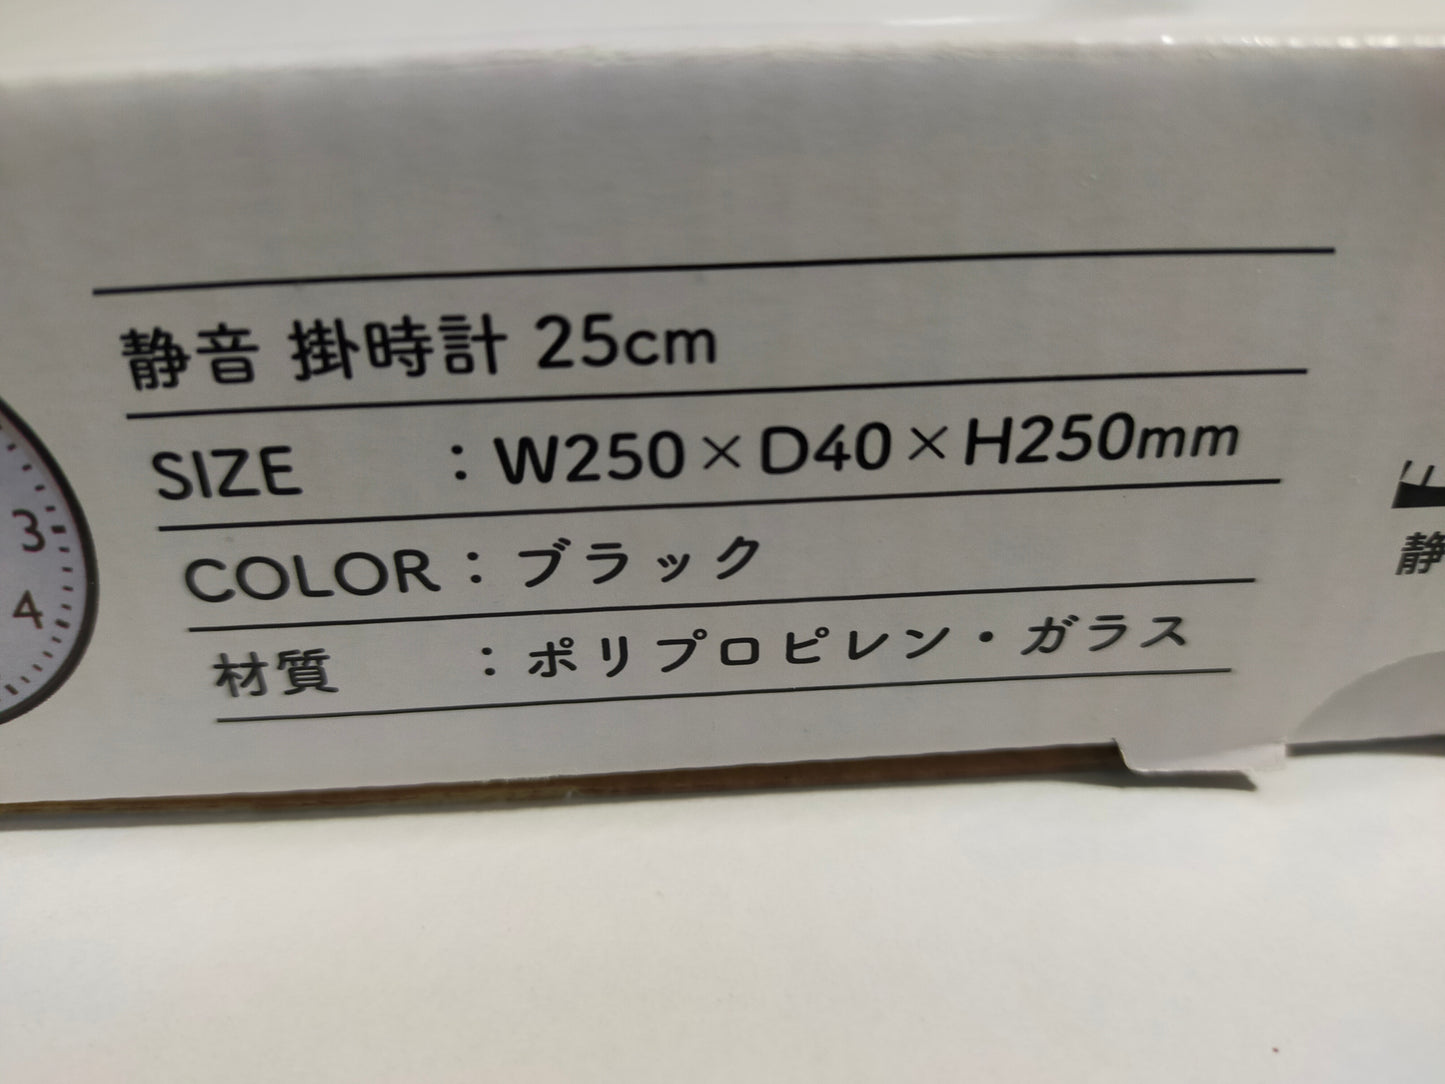 静音 掛時計 25cm
SIZE : W250×D40×H250mm
COLOR : ブラック
材質 : ポリプロピレン・ガラス
3
4
静